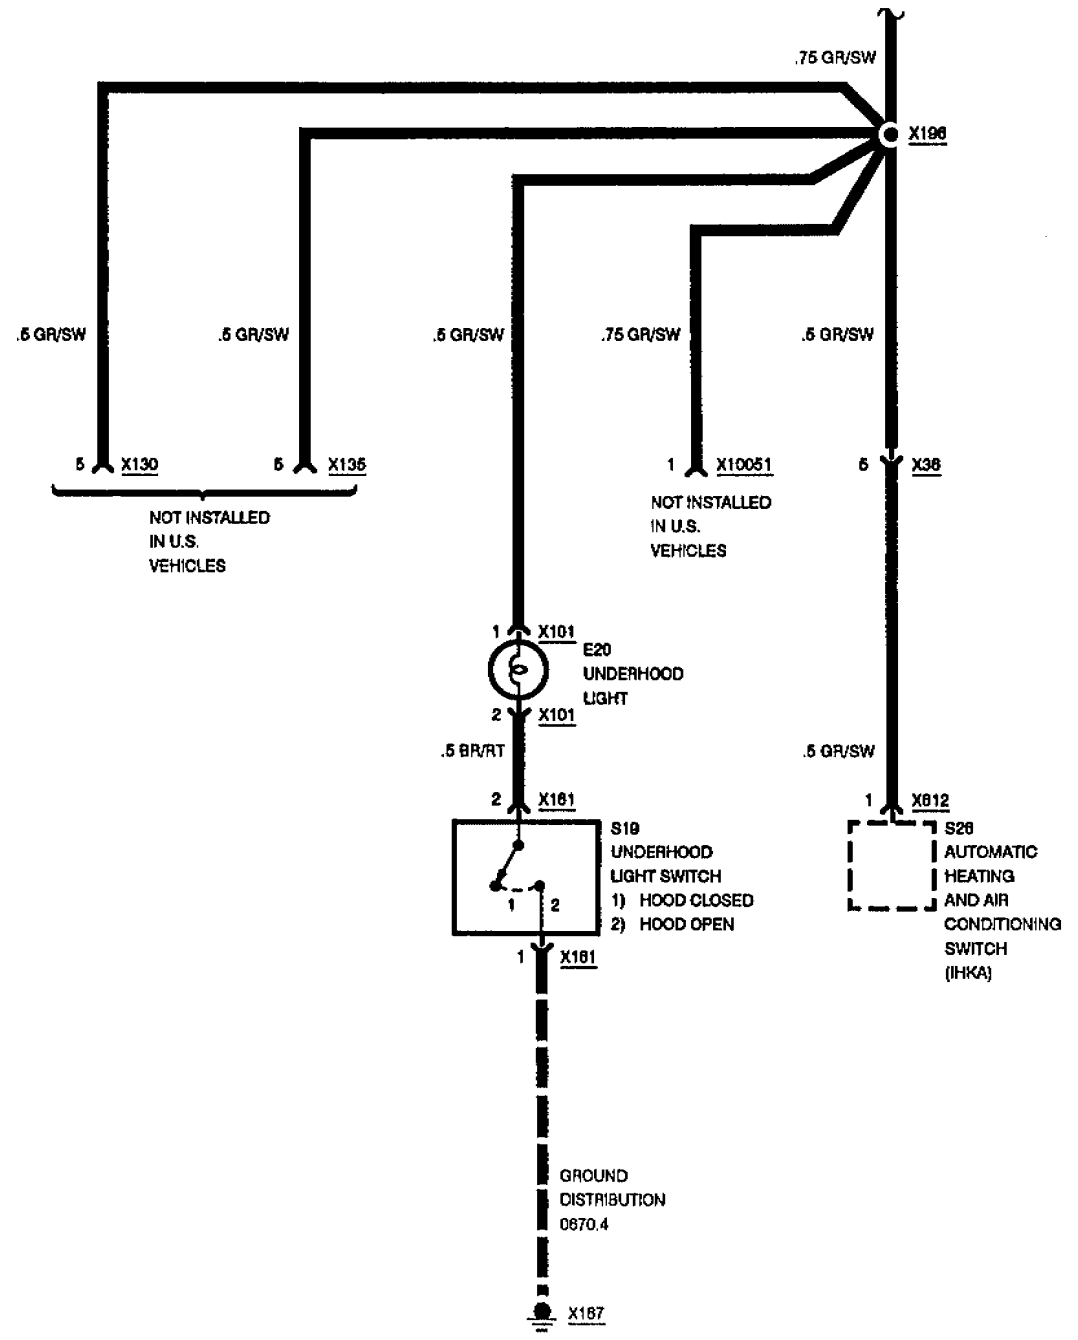 .75 GR/SW
X196
.5 GR/SW
.5 GR/SW
.5 GR/SW
.75 GR/SW
.5 GR/SW
5 X130
5 X135
1 X10051
5 X36
NOT INSTALLED
IN U.S.
VEHICLES
NOT INSTALLED
IN U.S.
VEHICLES
1 X101
E20
UNDERHOOD
LIGHT
2 X101
.5 BR/RT
.5 GR/SW
2 X161
1 X612
S19
UNDERHOOD
LIGHT SWITCH
1) HOOD CLOSED
2) HOOD OPEN
1 2
S26
AUTOMATIC
HEATING
AND AIR
CONDITIONING
SWITCH
(IHKA)
1 X161
GROUND
DISTRIBUTION
0670.4
X167